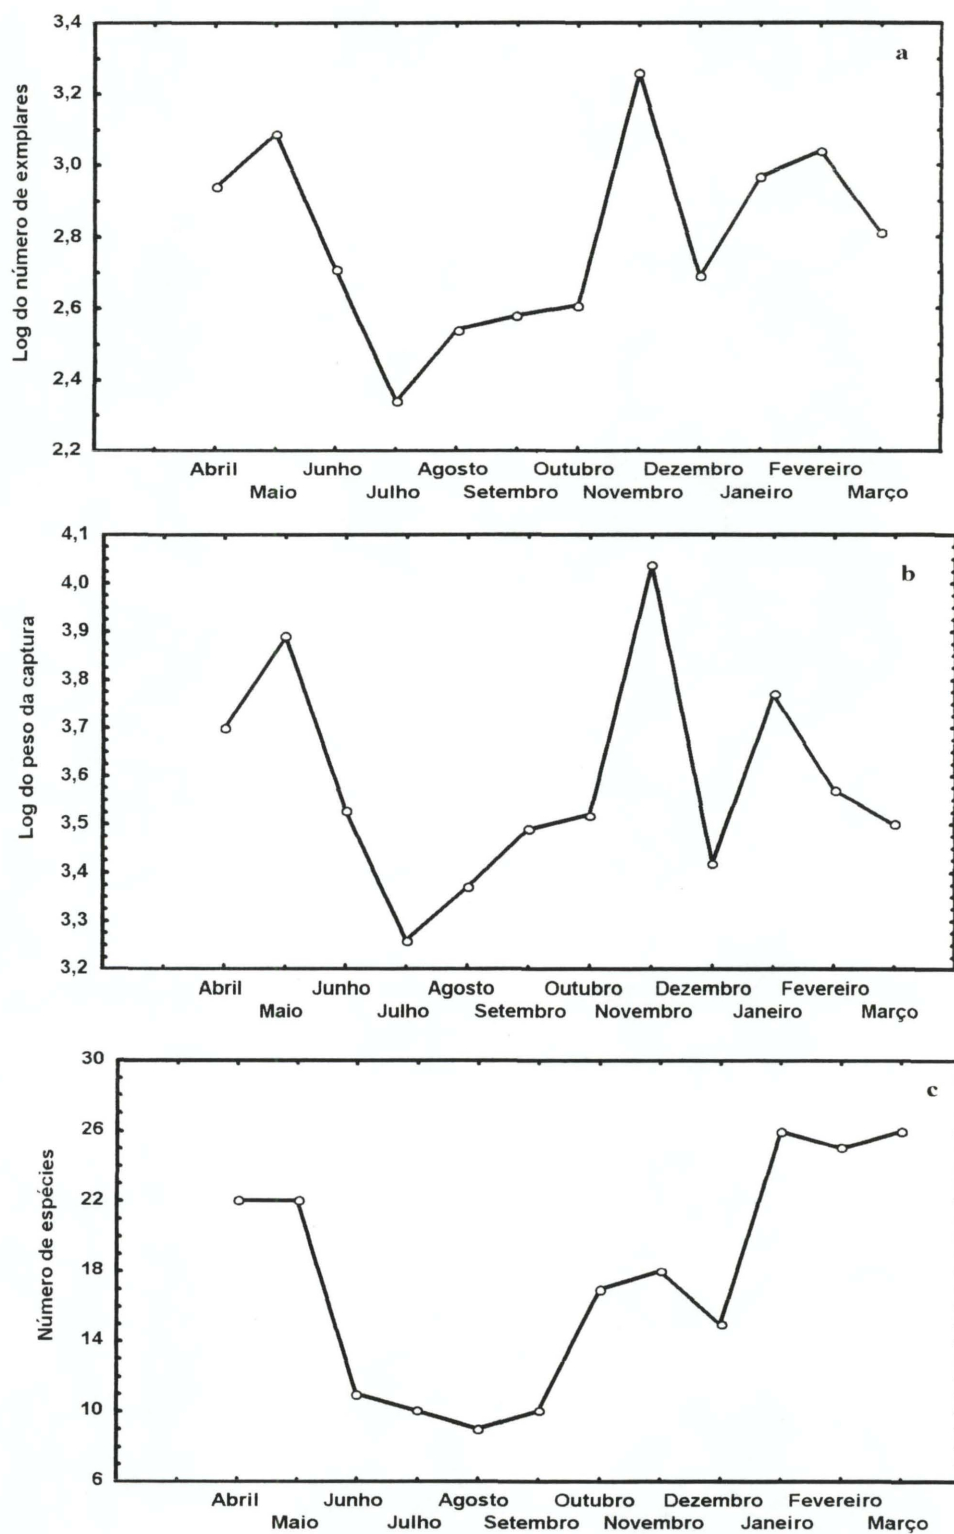 a
Log do número de exmplares
3,4
3,2
3,0
2,8
2,6
2,4
2,2
Abril Junho Agosto Outubro Dezembro Fevereiro
Maio Julho Setembro Novembro Janeiro Março
b
Log do peso da captura
4,1
4,0
3,9
3,8
3,7
3,6
3,5
3,4
3,3
3,2
Abril Junho Agosto Outubro Dezembro Fevereiro
Maio Julho Setembro Novembro Janeiro Março
c
Número de espécies
30
26
22
18
14
10
6
Abril Junho Agosto Outubro Dezembro Fevereiro
Maio Julho Setembro Novembro Janeiro Março